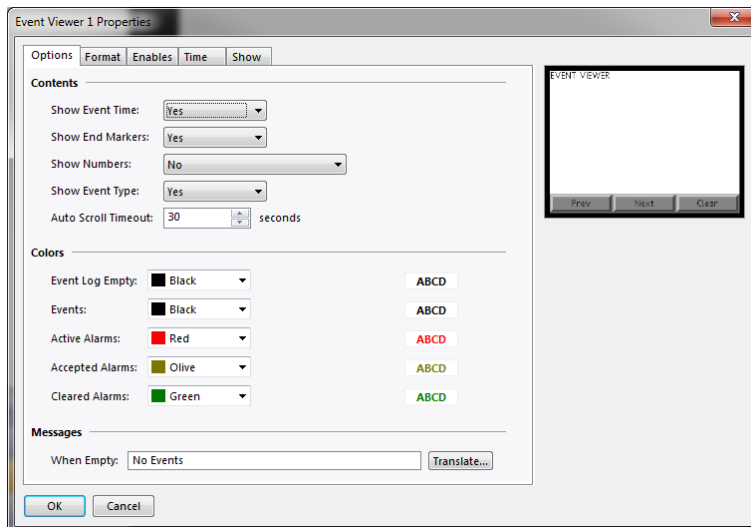 Event Viewer 1 Properties
Options Format Enables Time Show
Contents
Show Event Time: Yes
Show End Markers: Yes
Show Numbers: No
Show Event Type: Yes
Auto Scroll Timeout: 30 seconds
Colors
Event Log Empty: Black ABCD
Events: Black ABCD
Active Alarms: Red ABCD
Accepted Alarms: Olive ABCD
Cleared Alarms: Green ABCD
Messages
When Empty: No Events Translate...
OK Cancel
EVENT VIEWER
Prev Next Clear